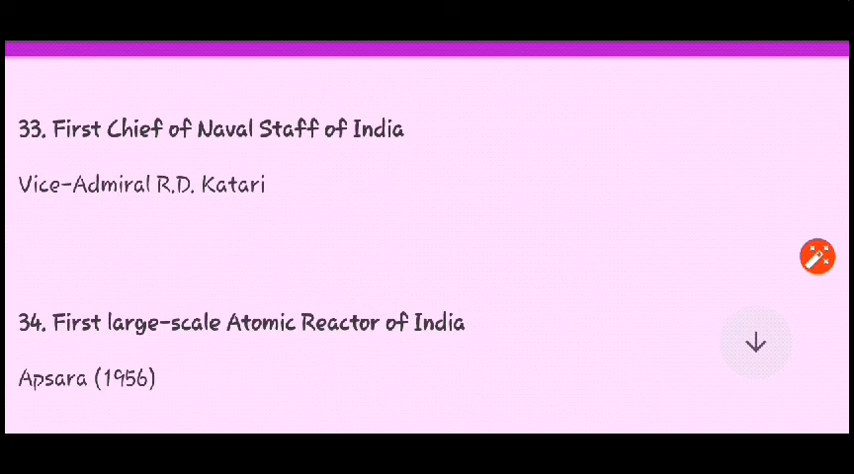 33. First Chief of Naval Staff of India
Vice-Admiral R.D. Katari
34. First large-scale Atomic Reactor of India
Apsara (1956)